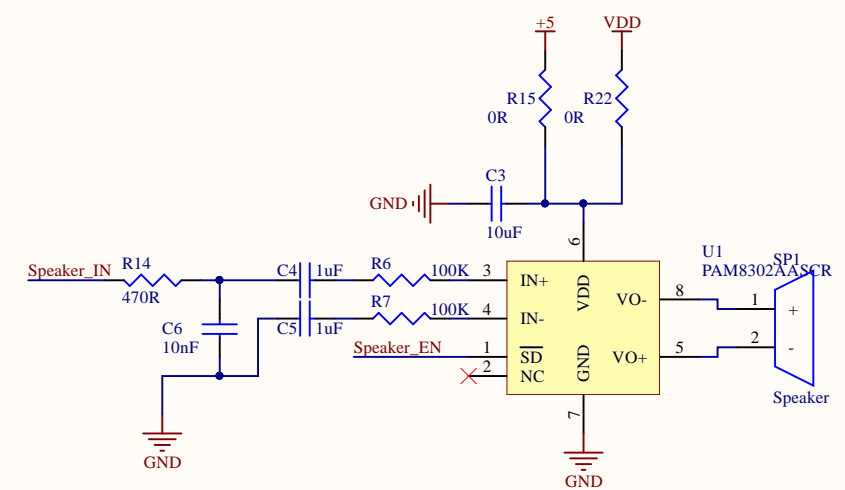 +5
VDD
R15
R22
0R
0R
C3
GND
10uF
6
U1
SP1
PAM8302AASCR
Speaker_IN
R14
C4
1uF
R6
100K
3
IN+
VDD
470R
VO-
8
1
+
R7
100K
4
IN-
C6
C5
1uF
10nF
Speaker_EN
1
SD
GND
VO+
5
2
-
2
NC
Speaker
7
GND
GND